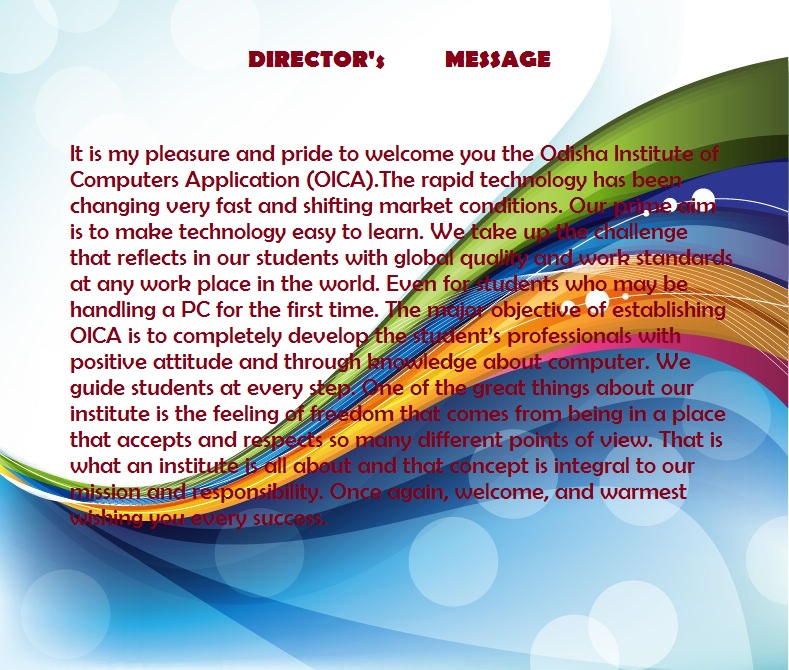 DIRECTOR's MESSAGE
It is my pleasure and pride to welcome you the Odisha Institute of
Computers Application (OICA).The rapid technology has been
changing very fast and shifting market conditions. Our prime aim
is to make technology easy to learn. We take up the challenge
that reflects in our students with global quality and work standards
at any work place in the world. Even for students who may be
handling a PC for the first time. The major objective of establishing
OICA is to completely develop the student's professionals with
positive attitude and through knowledge about computer. We
guide students at every step. One of the great things about our
institute is the feeling of freedom that comes from being in a place
that accepts and respects so many different points of view. That is
what an institute is all about and that concept is integral to our
mission and responsibility. Once again, welcome, and warmest
wishing you every success.